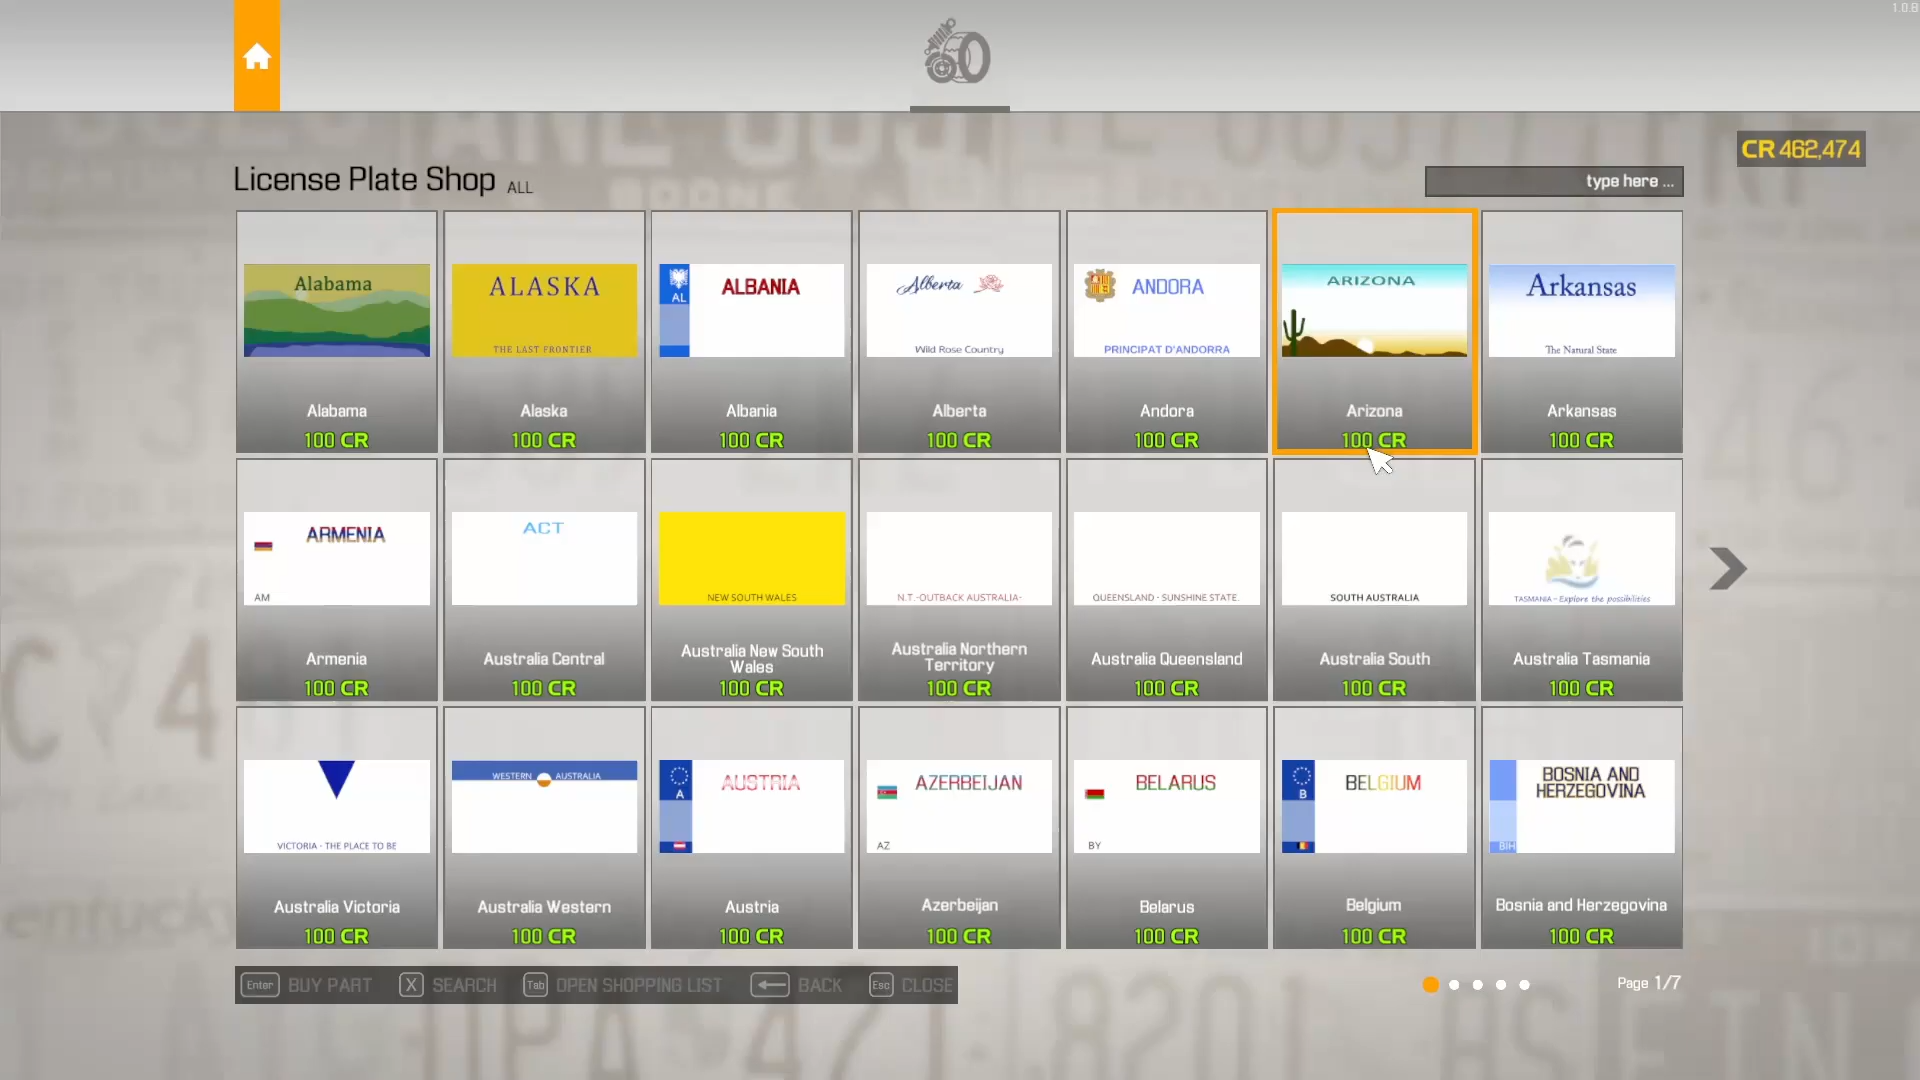 1.0.8
CR 462,474
License Plate Shop ALL
type here ...
Alabama
Alabama
100 CR
ALASKA
THE LAST FRONTIER
Alaska
100 CR
AL
ALBANIA
Albania
100 CR
Alberta
Wild Rose Country
Alberta
100 CR
ANDORA
PRINCIPAT D'ANDORRA
Andora
100 CR
ARIZONA
Arizona
100 CR
Arkansas
The Natural State
Arkansas
100 CR
ARMENIA
AM
Armenia
100 CR
ACT
Australia Central
100 CR
NEW SOUTH WALES
Australia New South
Wales
100 CR
N.T.-OUTBACK AUSTRALIA-
Australia Northern
Territory
100 CR
QUEENSLAND - SUNSHINE STATE.
Australia Queensland
100 CR
SOUTH AUSTRALIA
Australia South
100 CR
TASMANIA - Explore the possibilities
Australia Tasmania
100 CR
VICTORIA - THE PLACE TO BE
Australia Victoria
100 CR
WESTERN AUSTRALIA
Australia Western
100 CR
A
AUSTRIA
Austria
100 CR
AZERBEIJAN
AZ
Azerbeijan
100 CR
BELARUS
BY
Belarus
100 CR
B
BELGIUM
Belgium
100 CR
BOSNIA AND
HERZEGOVINA
BIH
Bosnia and Herzegovina
100 CR
Enter BUY PART X SEARCH Tab OPEN SHOPPING LIST BACK Esc CLOSE
Page 1/7